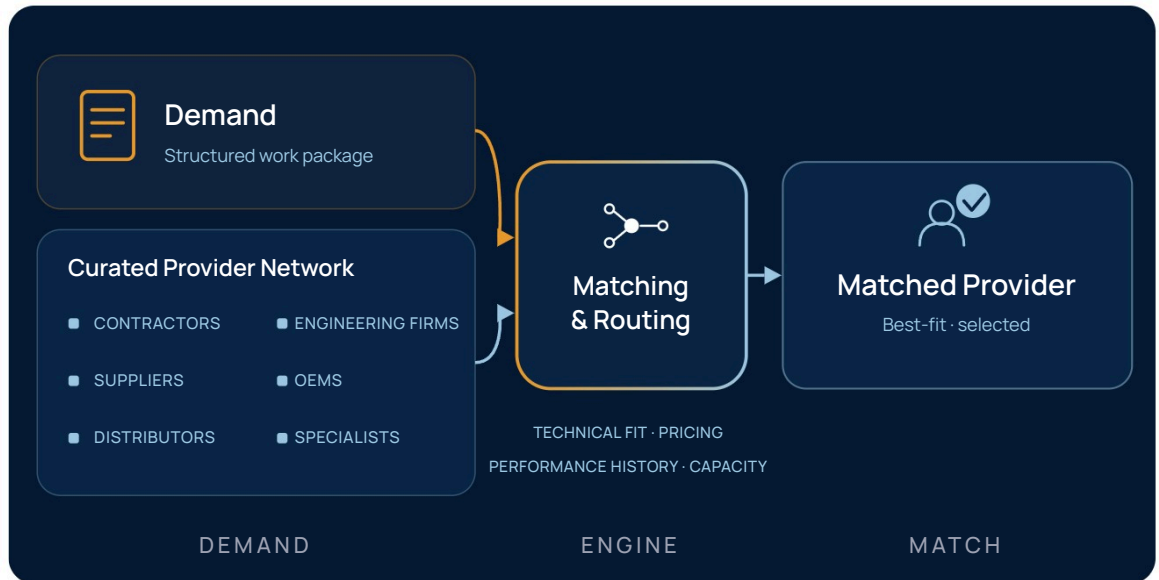 Demand
Structured work package
Curated Provider Network
CONTRACTORS
ENGINEERING FIRMS
SUPPLIERS
OEMS
DISTRIBUTORS
SPECIALISTS
Matching
& Routing
TECHNICAL FIT · PRICING
PERFORMANCE HISTORY · CAPACITY
Matched Provider
Best-fit · selected
DEMAND
ENGINE
MATCH